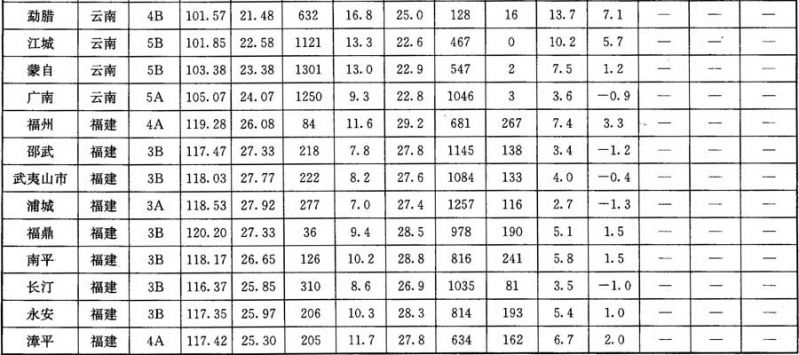 勐腊 云南 4B 101.57 21.48 632 16.8 25.0 128 16 13.7 7.1 — — —
江城 云南 5B 101.85 22.58 1121 13.3 22.6 467 0 10.2 5.7 — — —
蒙自 云南 5B 103.38 23.38 1301 13.0 22.9 547 2 7.5 1.2 — — —
广南 云南 5A 105.07 24.07 1250 9.3 22.8 1046 3 3.6 −0.9 — — —
福州 福建 4A 119.28 26.08 84 11.6 29.2 681 267 7.4 3.3 — — —
邵武 福建 3B 117.47 27.33 218 7.8 27.8 1145 138 3.4 −1.2 — — —
武夷山市 福建 3B 118.03 27.77 222 8.2 27.6 1084 133 4.0 −0.4 — — —
浦城 福建 3A 118.53 27.92 277 7.0 27.4 1257 116 2.7 −1.3 — — —
福鼎 福建 3B 120.20 27.33 36 9.4 28.5 978 190 5.1 1.5 — — —
南平 福建 3B 118.17 26.65 126 10.2 28.8 816 241 5.8 1.5 — — —
长汀 福建 3B 116.37 25.85 310 8.6 26.9 1035 81 3.5 −1.0 — — —
永安 福建 3B 117.35 25.97 206 10.3 28.3 814 193 5.4 1.0 — — —
漳平 福建 4A 117.42 25.30 205 11.7 27.8 634 162 6.7 2.0 — — —